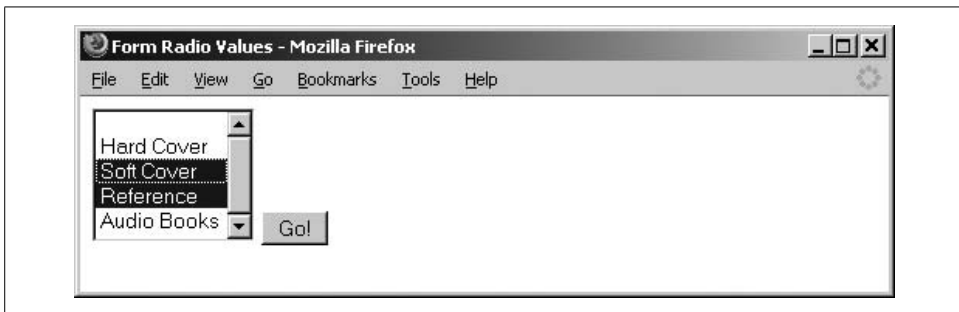 Form Radio Values - Mozilla Firefox
File Edit View Go Bookmarks Tools Help
Hard Cover
Soft Cover
Reference
Audio Books
Go!